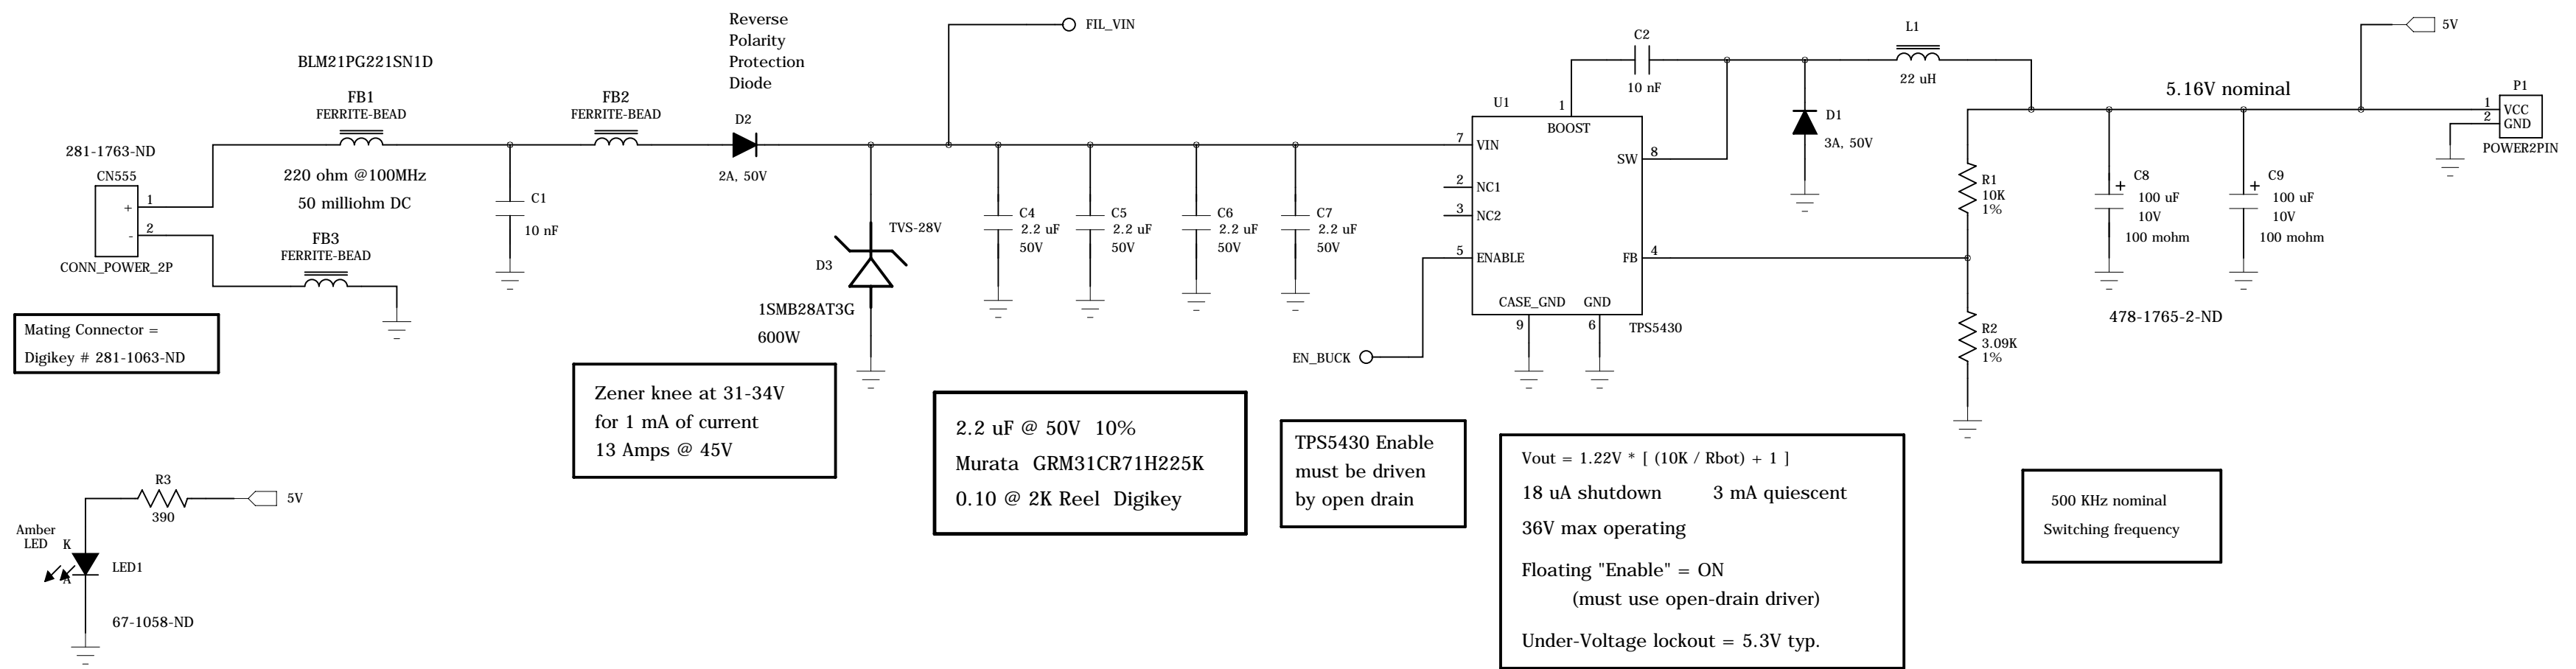 Reverse
Polarity
Protection
Diode
FIL_VIN
5V
L1
22 uH
C2
10 nF
5.16V nominal
P1
1 VCC
2 GND
POWER2PIN
BLM21PG221SN1D
FB1
FERRITE-BEAD
FB2
FERRITE-BEAD
D2
2A, 50V
281-1763-ND
CN555
+ 1
- 2
CONN_POWER_2P
220 ohm @100MHz
50 milliohm DC
FB3
FERRITE-BEAD
C1
10 nF
TVS-28V
D3
1SMB28AT3G
600W
C4
2.2 uF
50V
C5
2.2 uF
50V
C6
2.2 uF
50V
C7
2.2 uF
50V
U1
1
BOOST
7 VIN
SW 8
2 NC1
3 NC2
5 ENABLE
FB 4
CASE_GND GND
9 6
TPS5430
EN_BUCK
D1
3A, 50V
R1
10K
1%
R2
3.09K
1%
C8
+ 100 uF
10V
100 mohm
C9
+ 100 uF
10V
100 mohm
478-1765-2-ND
Mating Connector =
Digikey # 281-1063-ND
Zener knee at 31-34V
for 1 mA of current
13 Amps @ 45V
2.2 uF @ 50V 10%
Murata GRM31CR71H225K
0.10 @ 2K Reel Digikey
TPS5430 Enable
must be driven
by open drain
Vout = 1.22V * [ (10K / Rbot) + 1 ]
18 uA shutdown 3 mA quiescent
36V max operating
Floating "Enable" = ON
(must use open-drain driver)
Under-Voltage lockout = 5.3V typ.
500 KHz nominal
Switching frequency
R3
390
5V
Amber
LED
K
A
LED1
67-1058-ND